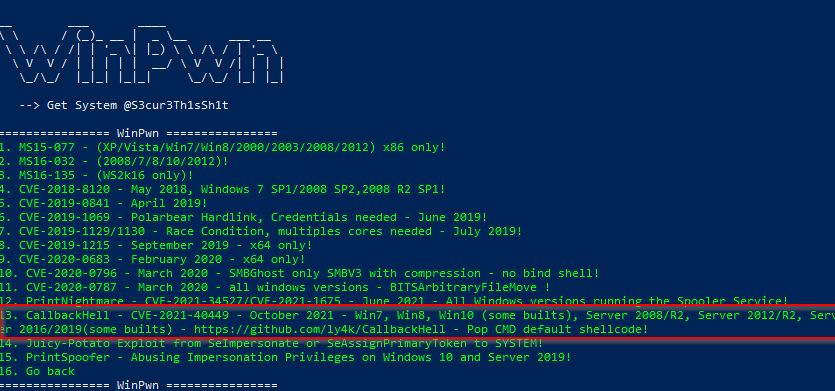 --> Get System @S3cur3Th1sSh1t
================ WinPwn ================
1. MS15-077 - (XP/Vista/Win7/Win8/2000/2003/2008/2012) x86 only!
2. MS16-032 - (2008/7/8/10/2012)!
3. MS16-135 - (WS2k16 only)!
4. CVE-2018-8120 - May 2018, Windows 7 SP1/2008 SP2,2008 R2 SP1!
5. CVE-2019-0841 - April 2019!
6. CVE-2019-1069 - Polarbear Hardlink, Credentials needed - June 2019!
7. CVE-2019-1129/1130 - Race Condition, multiples cores needed - July 2019!
8. CVE-2019-1215 - September 2019 - x64 only!
9. CVE-2020-0683 - February 2020 - x64 only!
10. CVE-2020-0796 - March 2020 - SMBGhost only SMBV3 with compression - no bind shell!
11. CVE-2020-0787 - March 2020 - all windows versions - BITSArbitraryFileMove !
12. PrintNightmare - CVE-2021-34527/CVE-2021-1675 - June 2021 - All Windows versions running the Spooler Service!
13. CallbackHell - CVE-2021-40449 - October 2021 - Win7, Win8, Win10 (some builts), Server 2008/R2, Server 2012/R2, Serv
er 2016/2019(some builts) - https://github.com/ly4k/CallbackHell - Pop CMD default shellcode!
14. Juicy-Potato Exploit from SeImpersonate or SeAssignPrimaryToken to SYSTEM!
15. PrintSpoofer - Abusing Impersonation Privileges on Windows 10 and Server 2019!
16. Go back
================ WinPwn ================